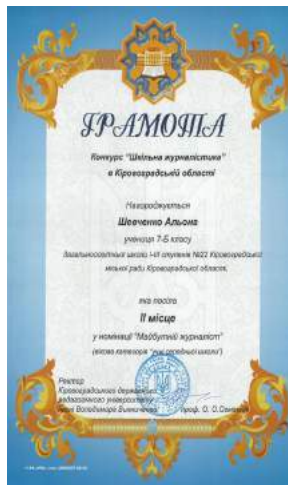 ГРАМОТА
Конкурс "Шкільна журналістика"
в Кіровоградській області
Нагороджується
Шевченко Альона
учениця 7-Б класу
Загальноосвітньої школи І-ІІІ ступенів №22 Кіровоградської
міської ради Кіровоградської області,
яка посіла
ІІ місце
у номінації "Майбутній журналіст"
(вікова категорія "учні середньої школи")
Ректор
Кіровоградського державного
педагогічного університету
імені Володимира Винниченка проф. О. О.